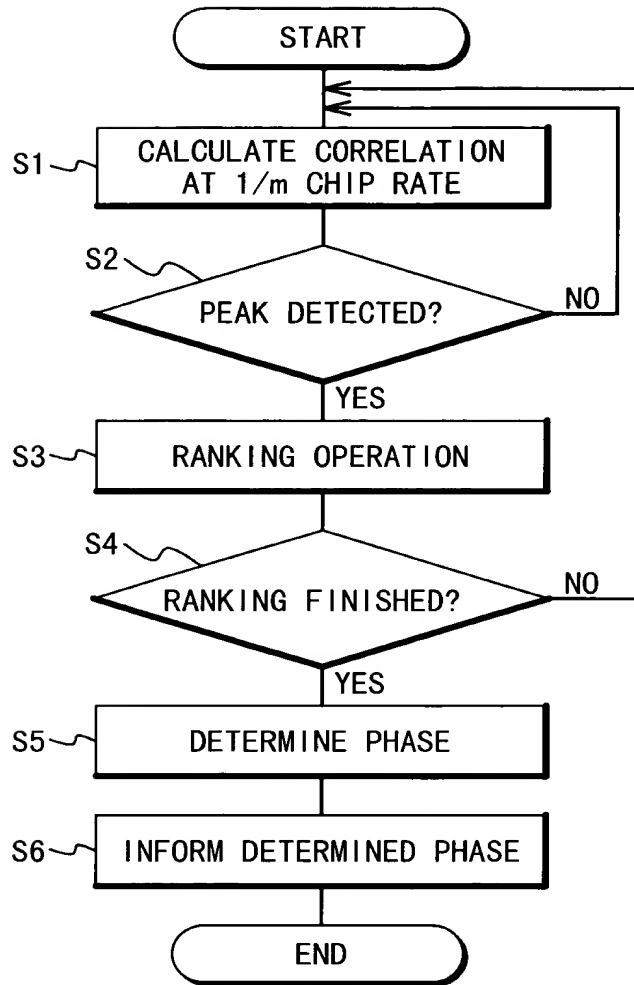 START
S1
CALCULATE CORRELATION
AT 1/m CHIP RATE
S2
PEAK DETECTED?
NO
YES
S3
RANKING OPERATION
S4
RANKING FINISHED?
NO
YES
S5
DETERMINE PHASE
S6
INFORM DETERMINED PHASE
END